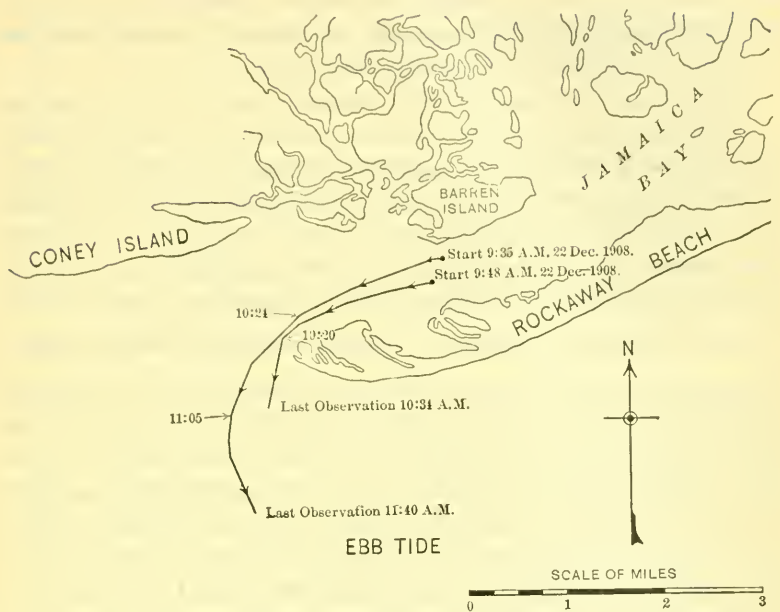 JAMAICA
BAY
BARREN
ISLAND
CONEY ISLAND
Start 9:35 A.M. 22 Dec. 1908.
Start 9:48 A.M. 22 Dec. 1908.
ROCKAWAY BEACH
10:21
10:20
N
Last Observation 10:34 A.M.
11:05
Last Observation 11:40 A.M.
EBB TIDE
SCALE OF MILES
0 1 2 3